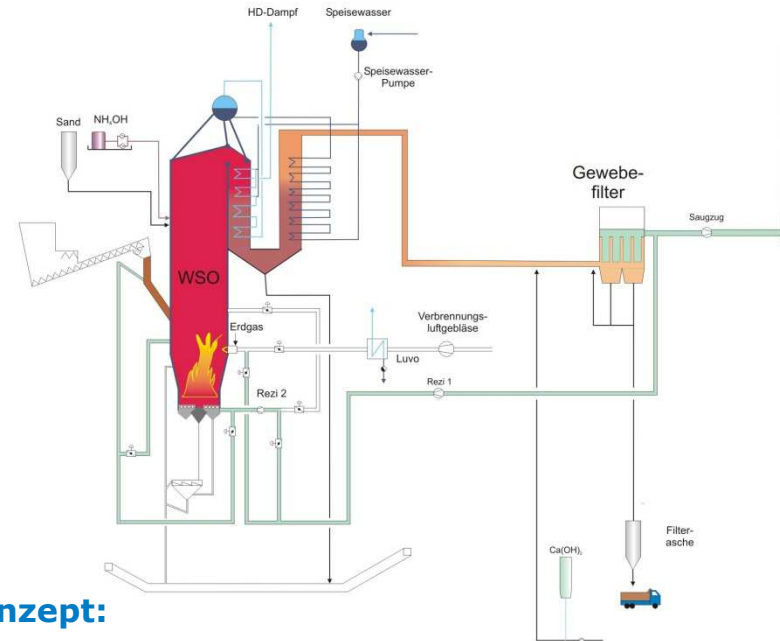 HD-Dampf
Speisewasser
Speisewasser-
Pumpe
Sand
NH₄OH
Gewebe-
filter
Saugzug
WSO
Erdgas
Verbrennungs-
luftgebläse
Luvo
Rezi 2
Rezi 1
Ca(OH)₂
Filter-
asche
nzept: